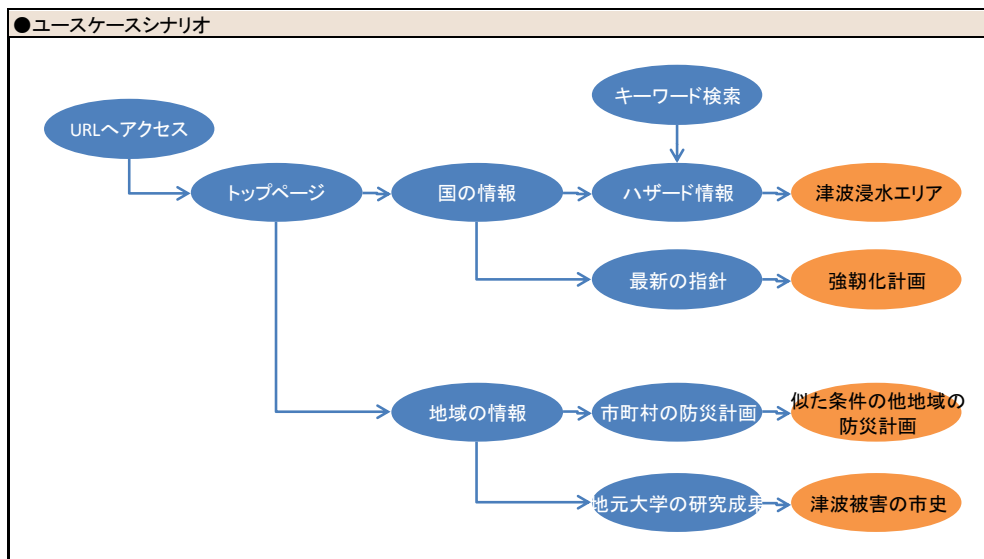 ●ユースケースシナリオ
キーワード検索
URLへアクセス
トップページ
国の情報
ハザード情報
津波浸水エリア
最新の指針
強靭化計画
地域の情報
市町村の防災計画
似た条件の他地域の
防災計画
地元大学の研究成果
津波被害の市史